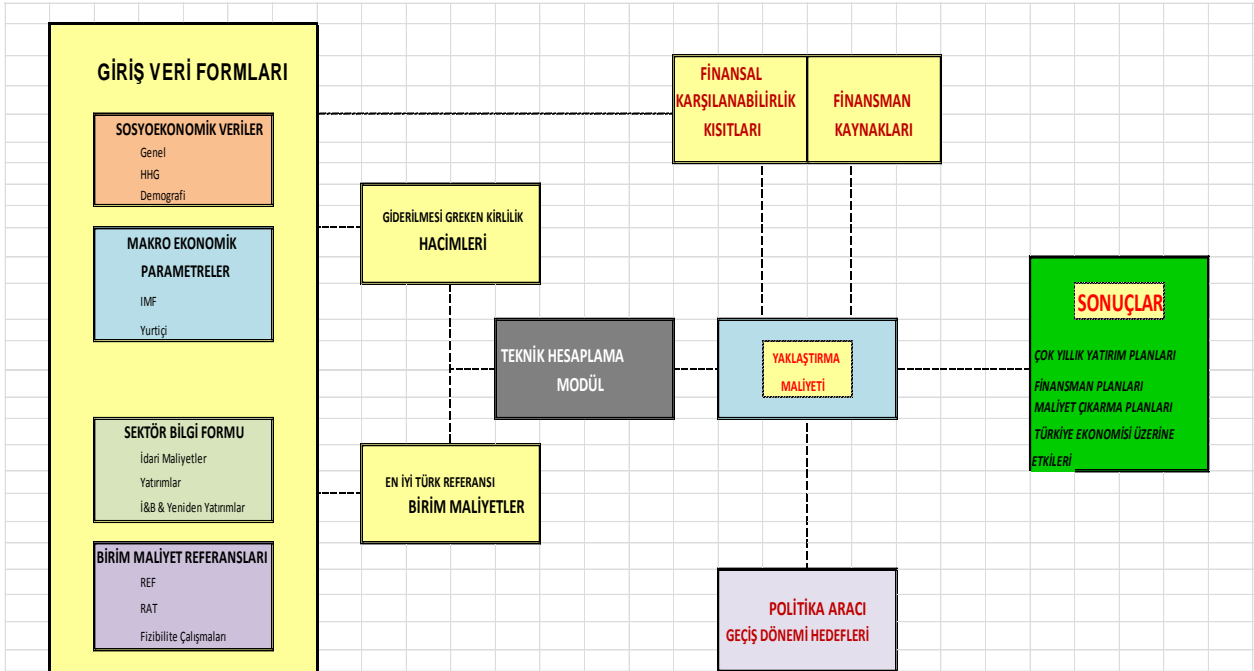 GİRİŞ VERİ FORMLARI
SOSYOEKONOMİK VERİLER
Genel
HHG
Demografi
MAKRO EKONOMİK
PARAMETRELER
IMF
Yurtiçi
SEKTÖR BİLGİ FORMU
İdari Maliyetler
Yatırımlar
İ&B & Yeniden Yatırımlar
BİRİM MALİYET REFERANSLARI
REF
RAT
Fizibilite Çalışmaları
GİDERİLMESİ GREKEN KİRLİLİK
HACİMLERİ
EN İYİ TÜRK REFERANSI
BİRİM MALİYETLER
TEKNİK HESAPLAMA
MODÜL
FİNANSAL
KARŞILANABİLİRLİK
KISITLARI
FİNANSMAN
KAYNAKLARI
YAKLAŞTIRMA
MALİYETİ
POLİTİKA ARACI
GEÇİŞ DÖNEMİ HEDEFLERİ
SONUÇLAR
ÇOK YILLIK YATIRIM PLANLARI
FİNANSMAN PLANLARI
MALİYET ÇIKARMA PLANLARI
TÜRKİYE EKONOMİSİ ÜZERİNE
ETKİLERİ